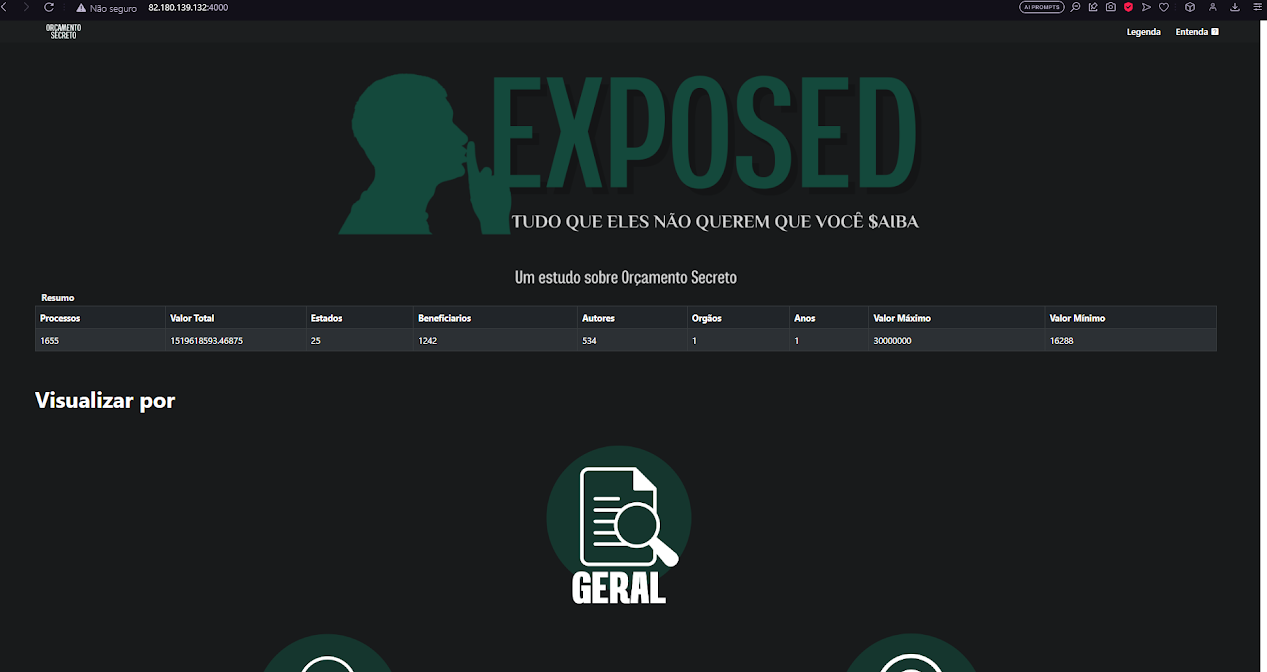 Não seguro 82.180.139.132:4000
AI PROMPTS
ORÇAMENTO
SECRETO
Legenda Entenda ?
EXPOSED
TUDO QUE ELES NÃO QUEREM QUE VOCÊ $AIBA
Um estudo sobre Orçamento Secreto
Resumo
Processos Valor Total Estados Beneficiarios Autores Orgãos Anos Valor Máximo Valor Mínimo
1655 1519618593.46875 25 1242 534 1 1 30000000 16288
Visualizar por
GERAL